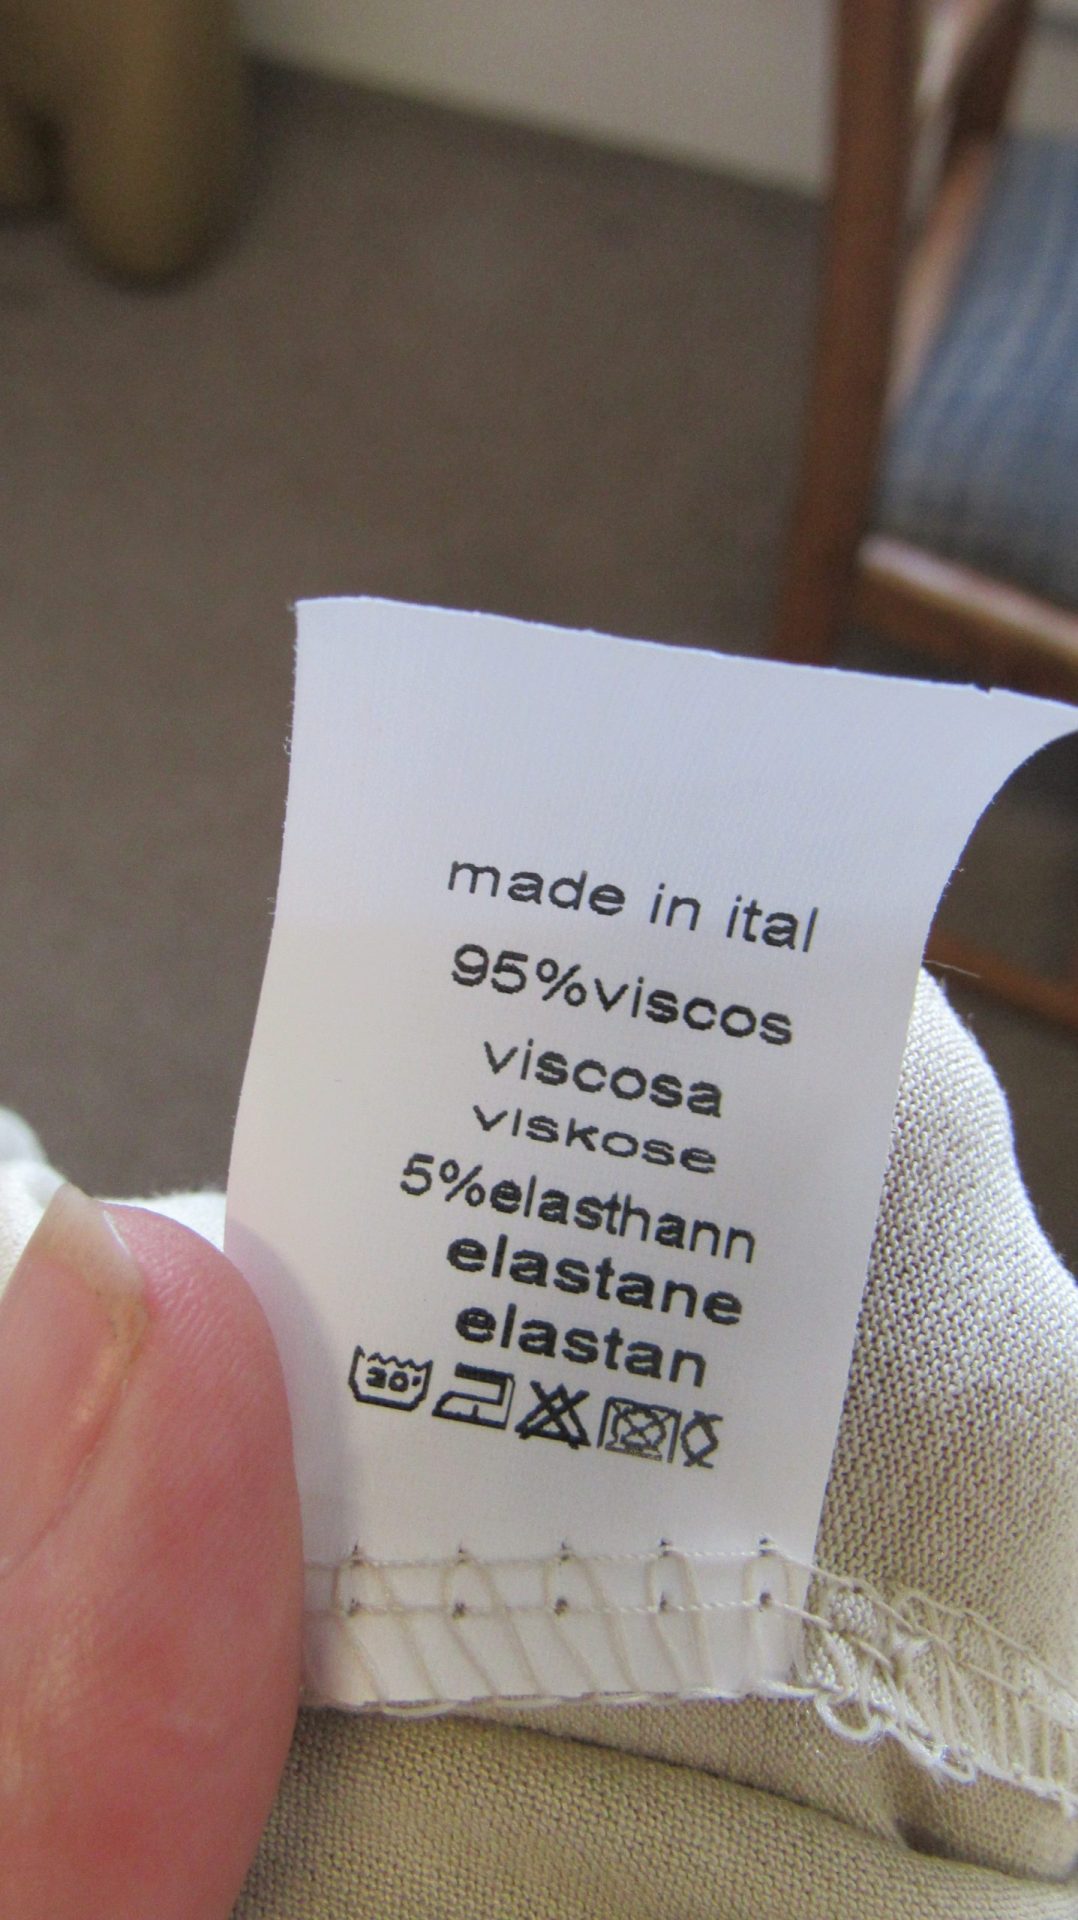 made in ital
95%viscos
viscosa
viskose
5%elasthann
elastane
elastan
30°